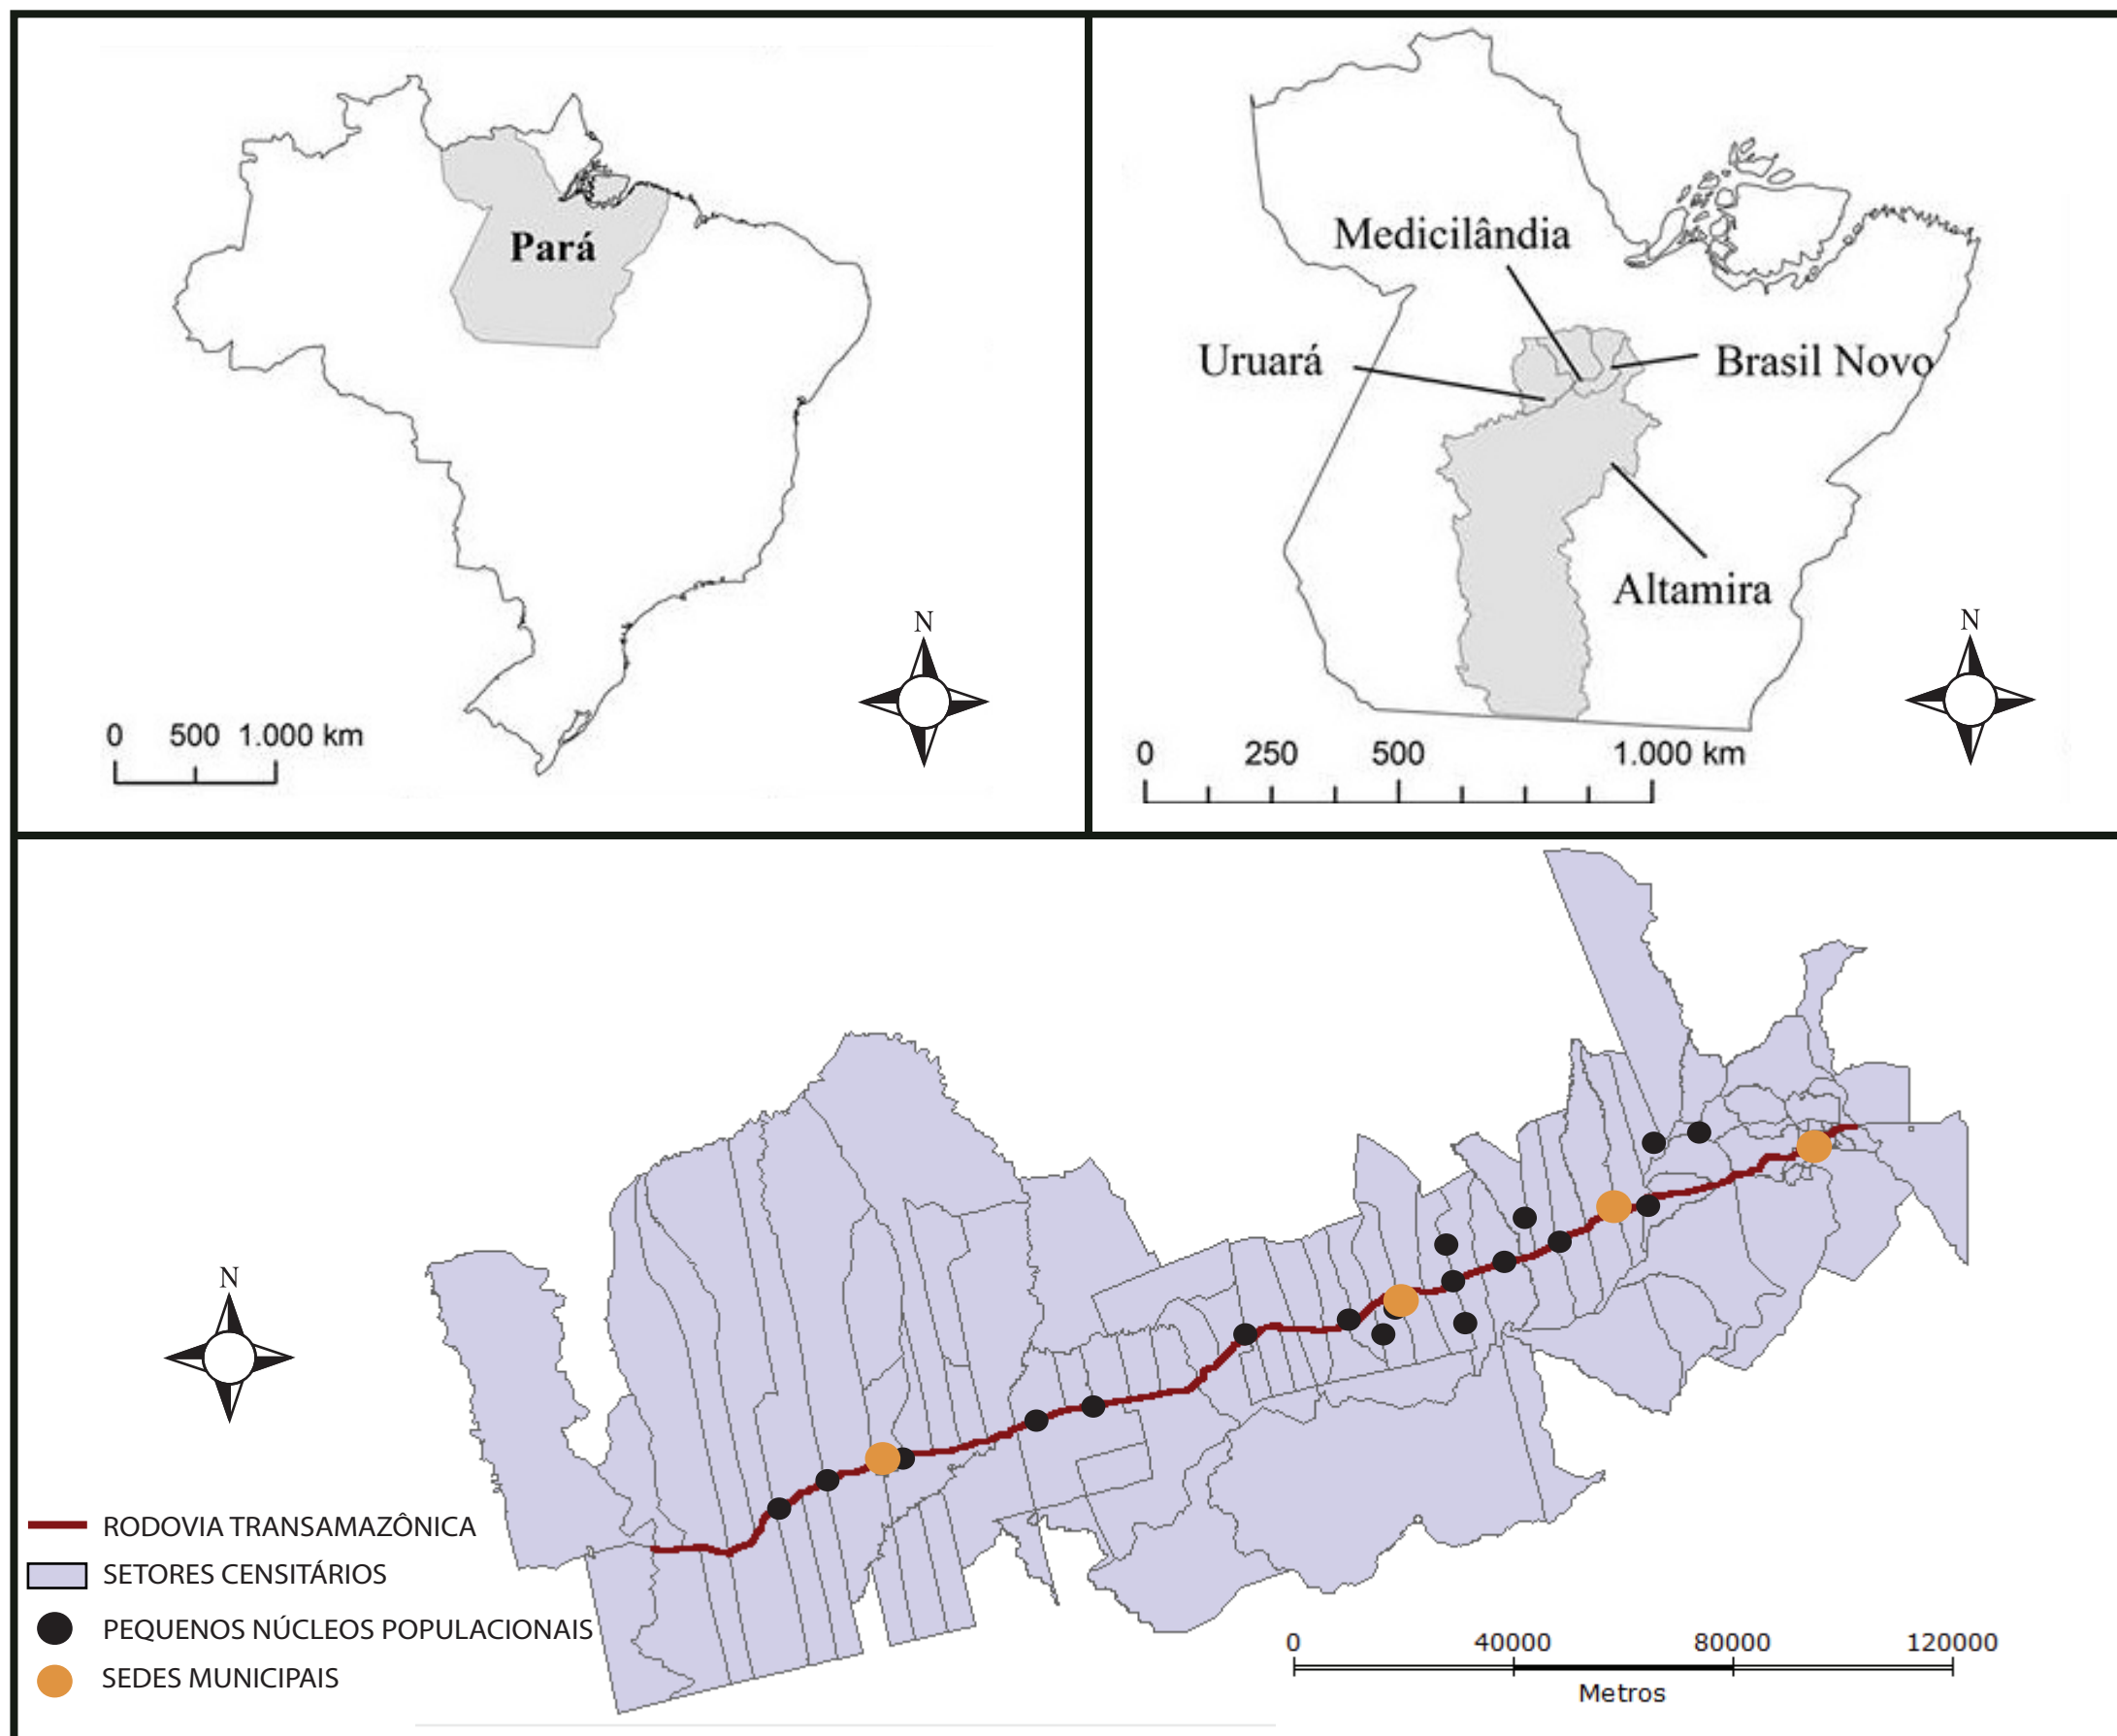 Pará
N
0 500 1.000 km
Medicilândia
Uruará
Brasil Novo
Altamira
N
0 250 500 1.000 km
N
RODOVIA TRANSAMAZÔNICA
SETORES CENSITÁRIOS
PEQUENOS NÚCLEOS POPULACIONAIS
SEDES MUNICIPAIS
0 40000 80000 120000
Metros